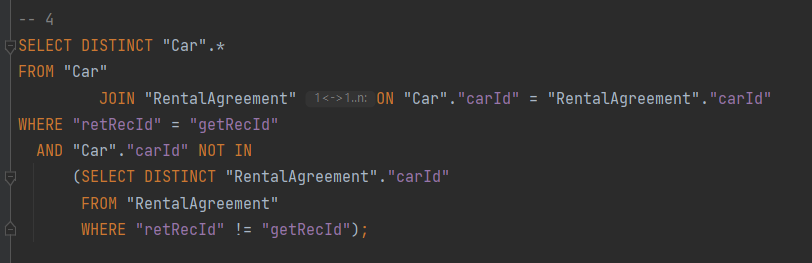 -- 4
SELECT DISTINCT "Car".*
FROM "Car"
JOIN "RentalAgreement" 1<->1..n: ON "Car"."carId" = "RentalAgreement"."carId"
WHERE "retRecId" = "getRecId"
AND "Car"."carId" NOT IN
(SELECT DISTINCT "RentalAgreement"."carId"
FROM "RentalAgreement"
WHERE "retRecId" != "getRecId");